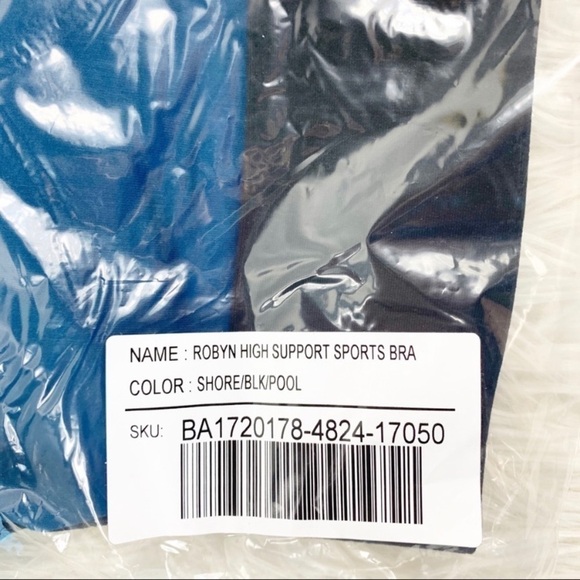 NAME : ROBYN HIGH SUPPORT SPORTS BRA
COLOR : SHORE/BLK/POOL
SKU: BA1720178-4824-17050